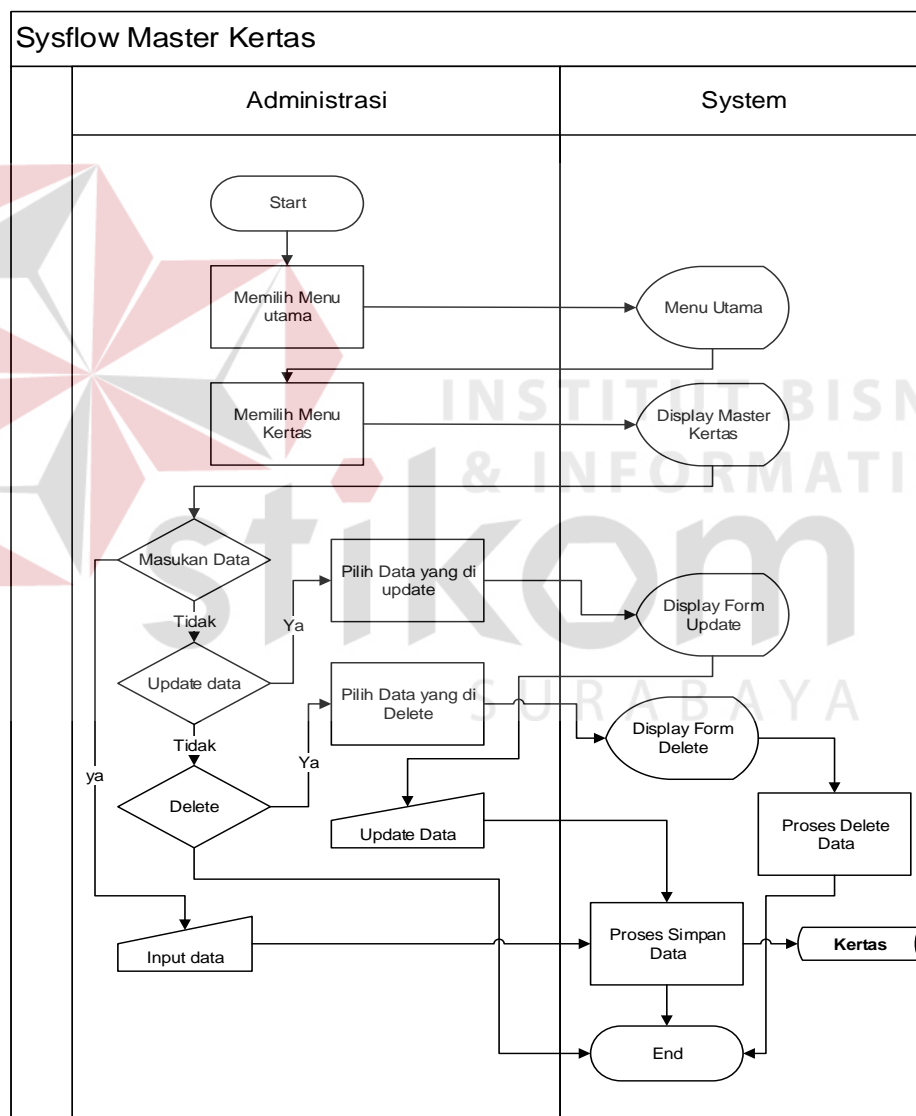 Sysflow Master Kertas
Administrasi
System
Start
Memilih Menu
utama
Menu Utama
Memilih Menu
Kertas
Display Master
Kertas
INSTITUT BISN
& INFORMATI
stikom
SURABAYA
Masukan Data
Pilih Data yang di
update
Display Form
Update
Tidak
Ya
Update data
Pilih Data yang di
Delete
Display Form
Delete
Tidak
Ya
ya
Delete
Update Data
Proses Delete
Data
Input data
Proses Simpan
Data
Kertas
End